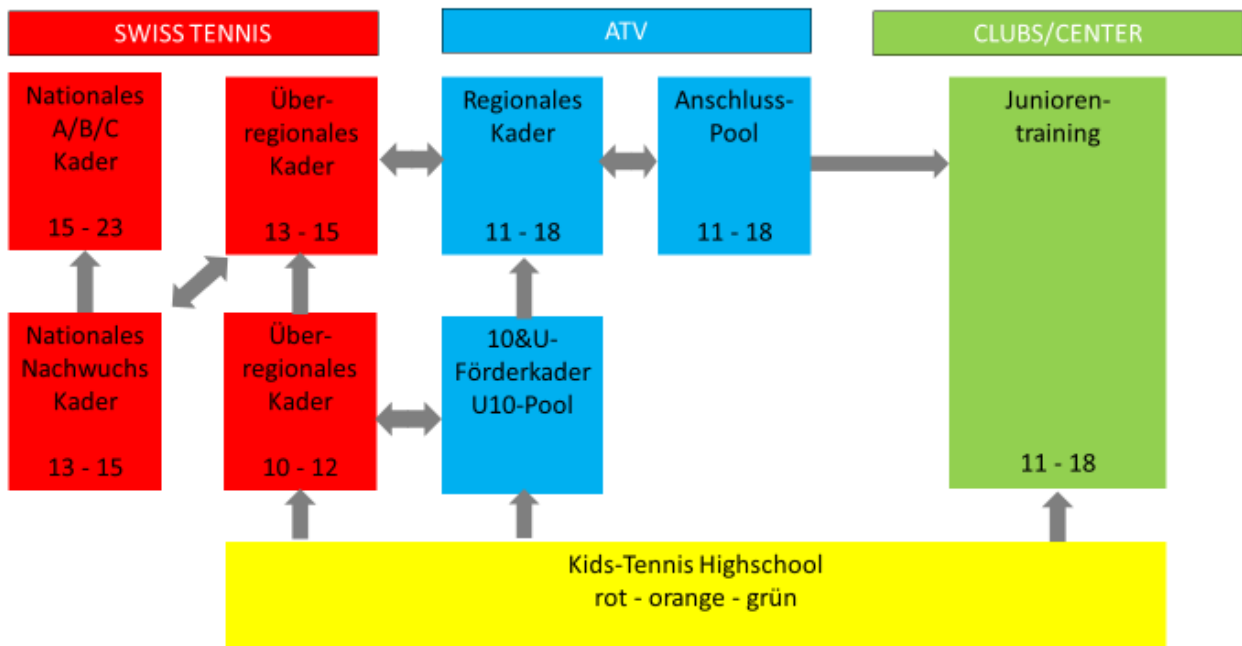 SWISS TENNIS
ATV
CLUBS/CENTER
Nationales
A/B/C
Kader
15 - 23
Über-
regionales
Kader
13 - 15
Regionales
Kader
11 - 18
Anschluss-
Pool
11 - 18
Junioren-
training
11 - 18
Nationales
Nachwuchs
Kader
13 - 15
Über-
regionales
Kader
10 - 12
10&U-
Förderkader
U10-Pool
Kids-Tennis Highschool
rot - orange - grün